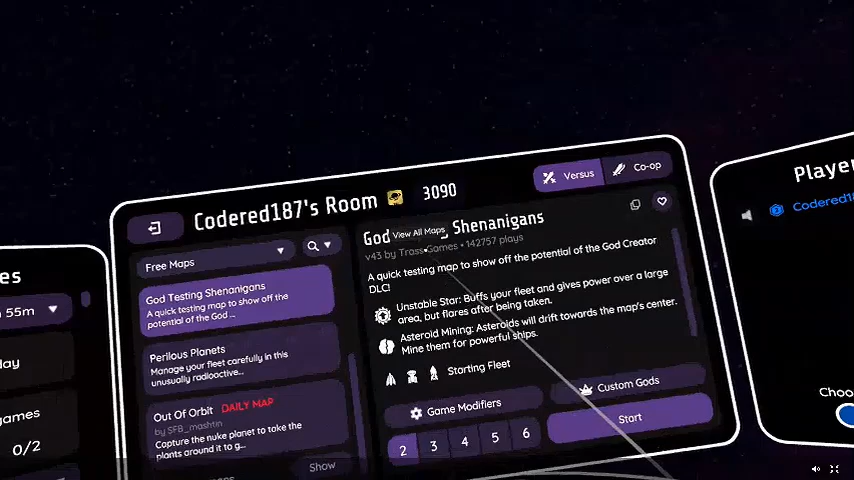 es
55m
day
games
0/2
Codered187's Room
3090
Versus
Co-op
Free Maps
God Testing Shenanigans
A quick testing map to show off the
potential of the God ...
Perilous Planets
Manage your fleet carefully in this
unusually radioactive...
Out Of Orbit DAILY MAP
by SFB_mashtin
Capture the nuke planet to take the
plants around it to g...
Show
God Shenanigans
View All Maps
v43 by Trass Games • 142757 plays
A quick testing map to show off the potential of the God Creator
DLC!
Unstable Star: Buffs your fleet and gives power over a large
area, but flares after being taken.
Asteroid Mining: Asteroids will drift towards the map's center.
Mine them for powerful ships.
Starting Fleet
Game Modifiers
Custom Gods
2 3 4 5 6
Start
Player
Codered18
Choo